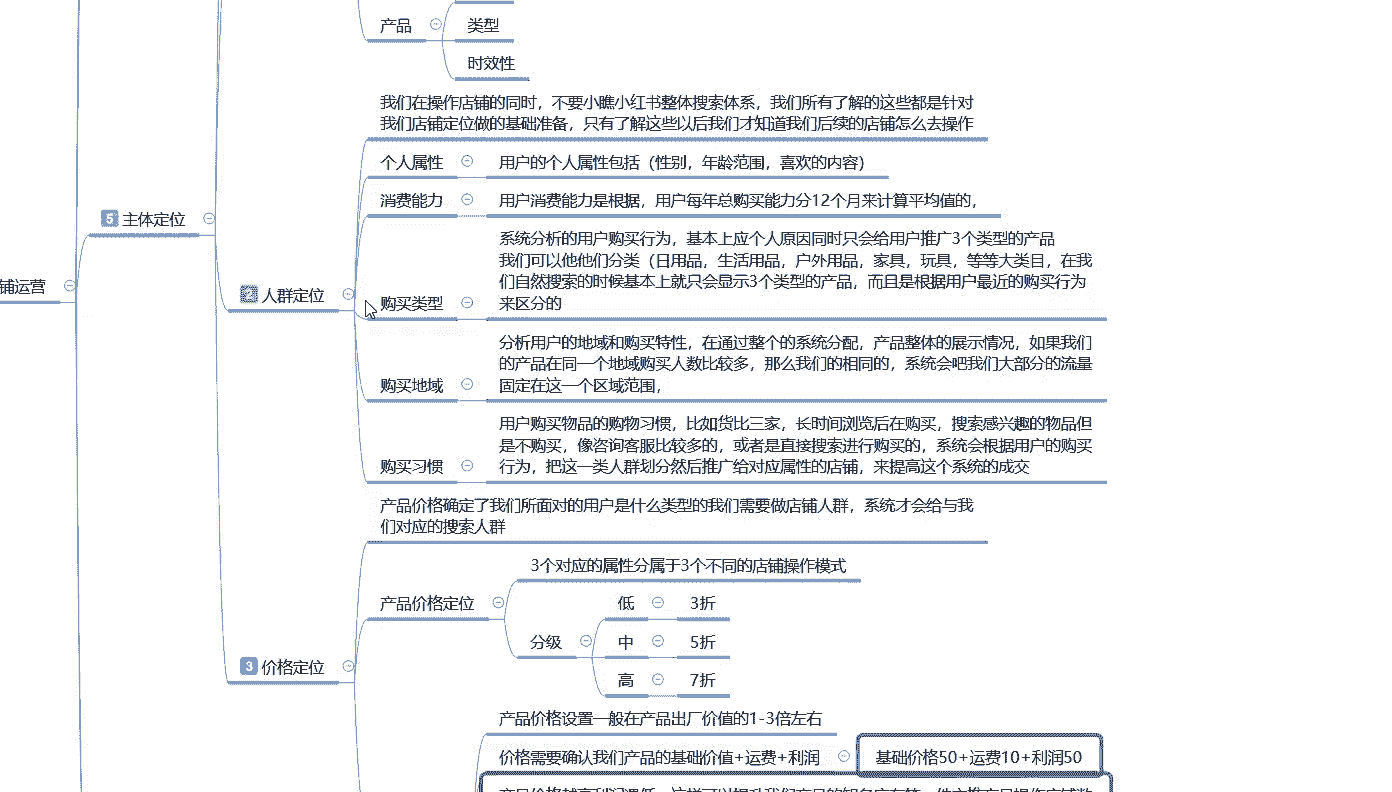 产品
类型
时效性
我们在操作店铺的同时，不要小瞧小红书整体搜索体系，我们所有了解的这些都是针对
我们店铺定位做的基础准备，只有了解这些以后我们才知道我们后续的店铺怎么去操作
个人属性
用户的个人属性包括（性别，年龄范围，喜欢的内容）
消费能力
用户消费能力是根据，用户每年总购买能力分12个月来计算平均值的，
5 主体定位
铺运营
2 人群定位
购买类型
系统分析的用户购买行为，基本上应个人原因同时只会给用户推广3个类型的产品
我们可以他他们分类（日用品，生活用品，户外用品，家具，玩具，等等大类目，在我
们自然搜索的时候基本上就只会显示3个类型的产品，而且是根据用户最近的购买行为
来区分的
购买地域
分析用户的地域和购买特性，在通过整个的系统分配，产品整体的展示情况，如果我们
的产品在同一个地域购买人数比较多，那么我们的相同的，系统会吧我们大部分的流量
固定在这一个区域范围，
购买习惯
用户购买物品的购物习惯，比如货比三家，长时间浏览后在购买，搜索感兴趣的物品但
是不购买，像咨询客服比较多的，或者是直接搜索进行购买的，系统会根据用户的购买
行为，把这一类人群划分然后推广给对应属性的店铺，来提高这个系统的成交
产品价格确定了我们所面对的用户是什么类型的我们需要做店铺人群，系统才会给与我
们对应的搜索人群
3个对应的属性分属于3个不同的店铺操作模式
产品价格定位
分级
低
3折
中
5折
高
7折
3 价格定位
产品价格设置一般在产品出厂价值的1-3倍左右
价格需要确认我们产品的基础价值+运费+利润
基础价格50+运费10+利润50